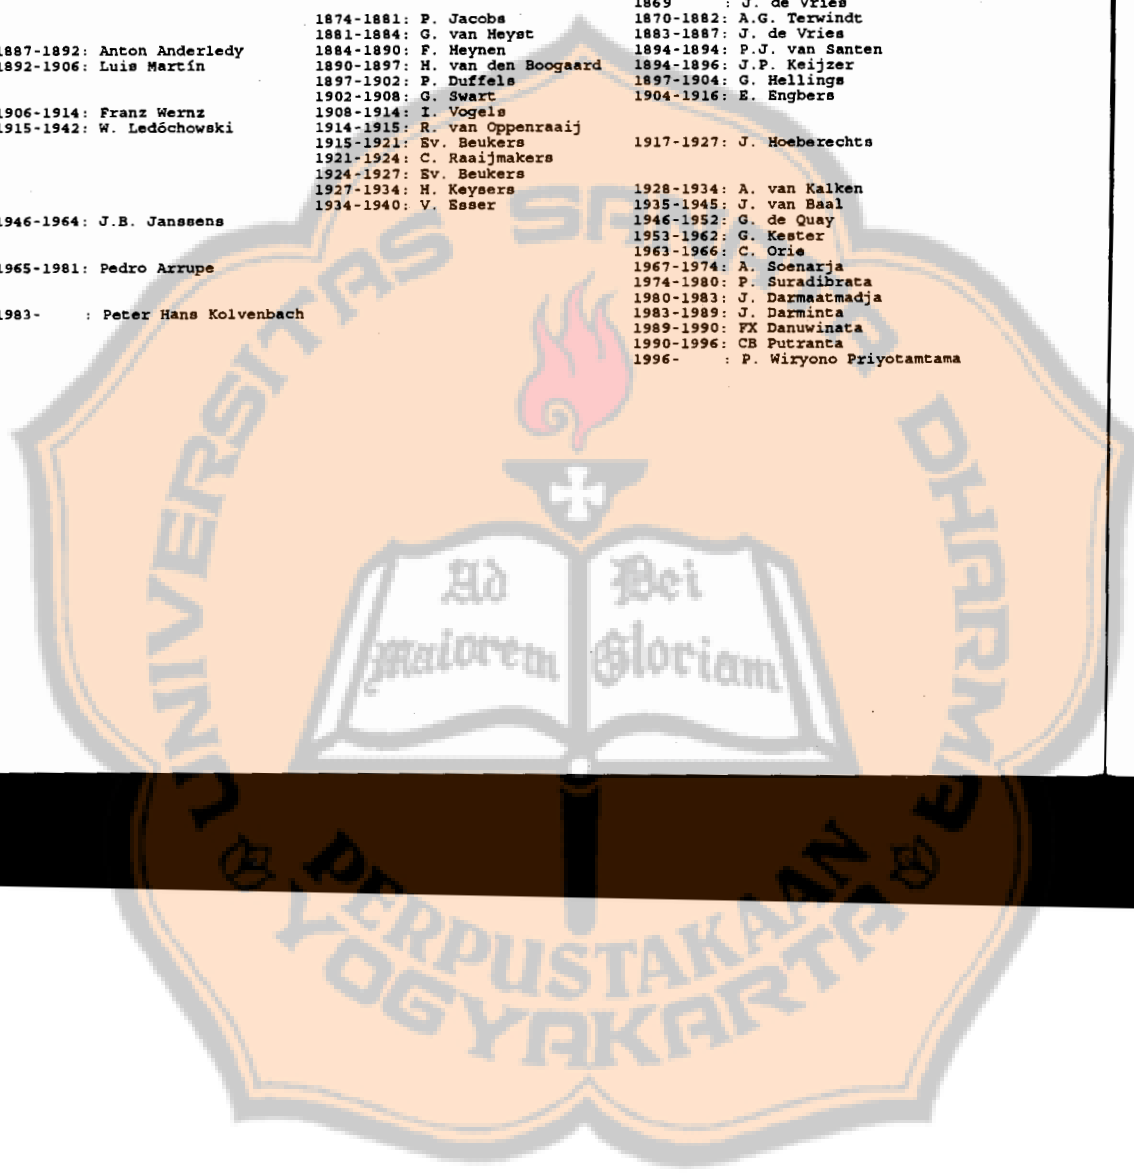 1869 : J. de Vries
1874-1881: P. Jacobs
1870-1882: A.G. Terwindt
1881-1884: G. van Heyst
1883-1887: J. de Vries
1887-1892: Anton Anderledy
1884-1890: F. Heynen
1894-1894: P.J. van Santen
1892-1906: Luis Martín
1890-1897: H. van den Boogaard
1894-1896: J.P. Keijzer
1897-1902: P. Duffels
1897-1904: G. Hellings
1902-1908: G. Swart
1904-1916: E. Engbers
1906-1914: Franz Wernz
1908-1914: I. Vogels
1915-1942: W. Ledóchowski
1914-1915: R. van Oppenraaij
1915-1921: Ev. Beukers
1917-1927: J. Hoeberechts
1921-1924: C. Raaijmakers
1924-1927: Ev. Beukers
1927-1934: H. Keysers
1928-1934: A. van Kalken
1934-1940: V. Esser
1935-1945: J. van Baal
1946-1964: J.B. Janssens
1946-1952: G. de Quay
1953-1962: G. Kester
1963-1966: C. Orie
1965-1981: Pedro Arrupe
1967-1974: A. Soenarja
1974-1980: P. Suradibrata
1980-1983: J. Darmaatmadja
1983- : Peter Hans Kolvenbach
1983-1989: J. Darminta
1989-1990: FX Danuwinata
1990-1996: CB Putranta
1996- : P. Wiryono Priyotamtama
UNIVERSITAS SANATA DHARMA
Ad Dei
maiorem Gloriam
PERPUSTAKAAN
YOGYAKARTA